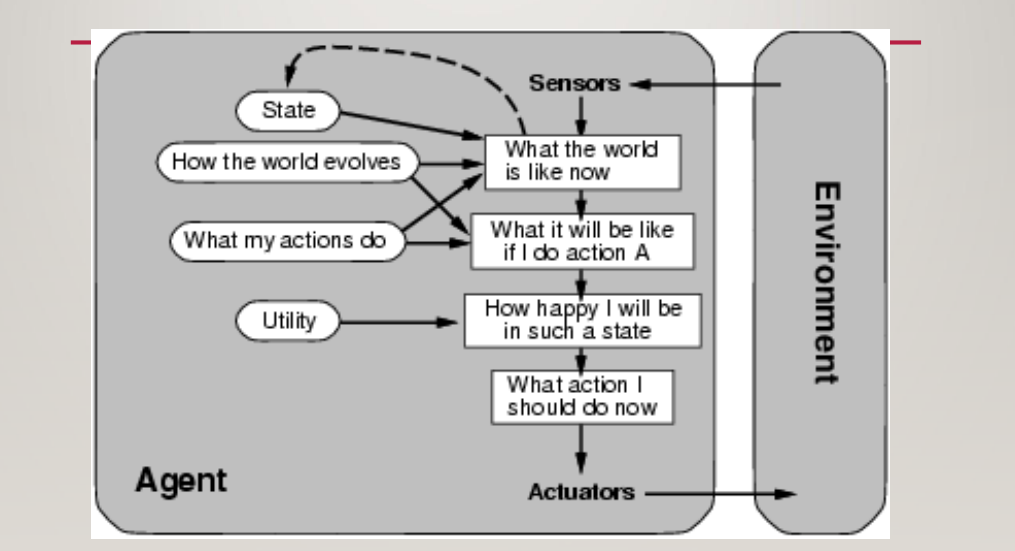 Sensors
State
What the world
is like now
How the world evolves
What my actions do
What it will be like
if I do action A
Utility
How happy I will be
in such a state
What action I
should do now
Agent
Actuators
Environment